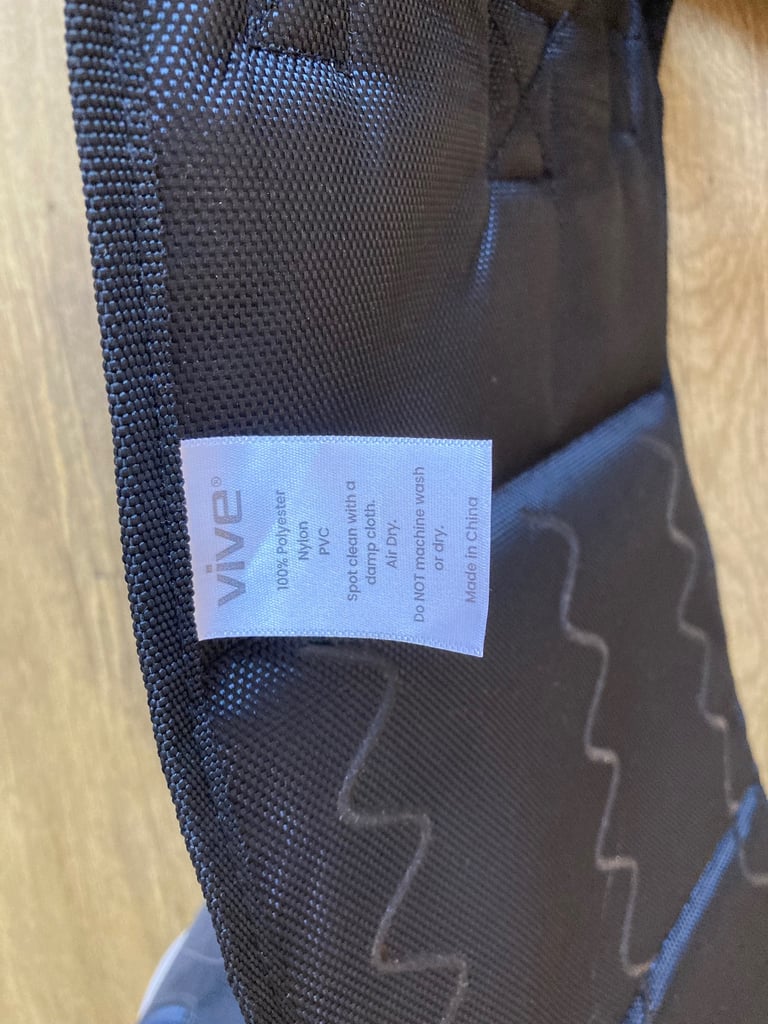 vive®
100% Polyester
Nylon
PVC
Spot clean with a
damp cloth.
Air Dry.
Do NOT machine wash
or dry.
Made in China